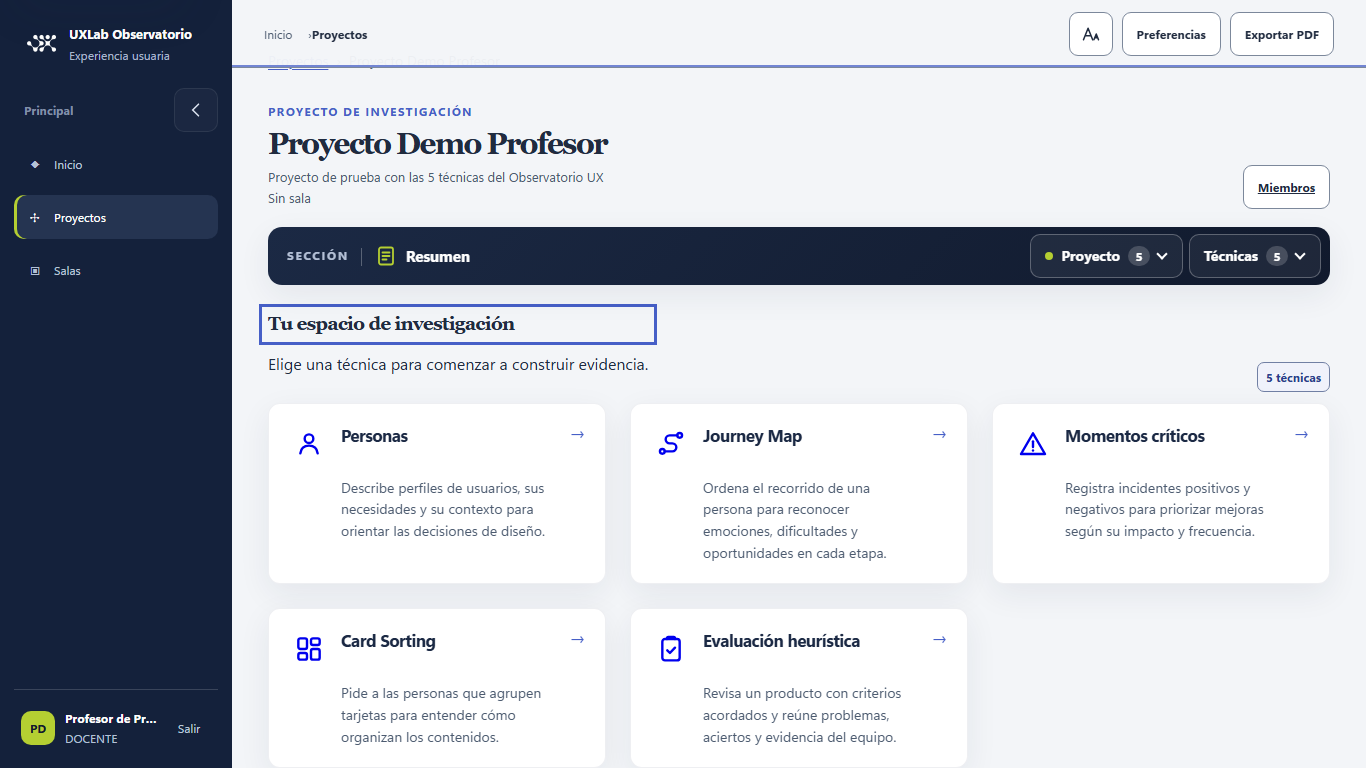 UXLab Observatorio
Experiencia usuaria
Principal
Inicio
Proyectos
Salas
PD
Profesor de Pr...
DOCENTE
Salir
Inicio ›Proyectos
AA
Preferencias
Exportar PDF
PROYECTO DE INVESTIGACIÓN
Proyecto Demo Profesor
Proyecto de prueba con las 5 técnicas del Observatorio UX
Sin sala
Miembros
SECCIÓN
Resumen
Proyecto 5
Técnicas 5
Tu espacio de investigación
Elige una técnica para comenzar a construir evidencia.
5 técnicas
Personas →
Describe perfiles de usuarios, sus
necesidades y su contexto para
orientar las decisiones de diseño.
Journey Map →
Ordena el recorrido de una
persona para reconocer
emociones, dificultades y
oportunidades en cada etapa.
Momentos críticos →
Registra incidentes positivos y
negativos para priorizar mejoras
según su impacto y frecuencia.
Card Sorting →
Pide a las personas que agrupen
tarjetas para entender cómo
organizan los contenidos.
Evaluación heurística →
Revisa un producto con criterios
acordados y reúne problemas,
aciertos y evidencia del equipo.